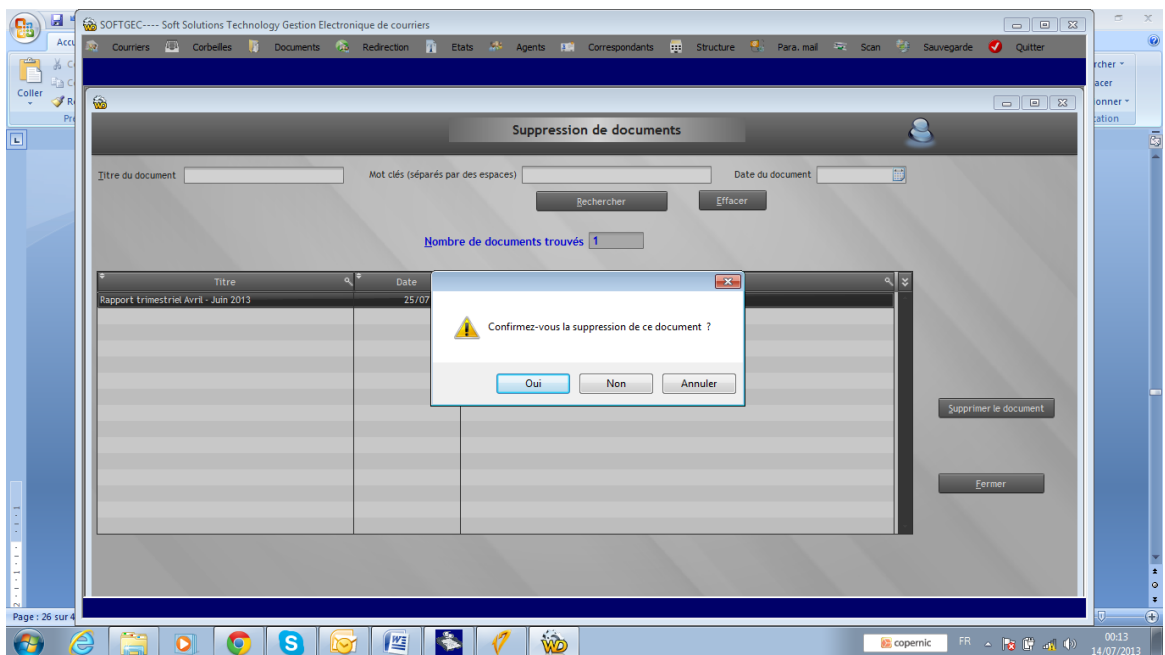 SOFTGEC---- Soft Solutions Technology Gestion Electronique de courriers
Courriers Corbeilles Documents Redirection Etats Agents Correspondants Structure Para. mail Scan Sauvegarde Quitter
Coller
Suppression de documents
Titre du document Mot clés (séparés par des espaces) Date du document
Rechercher Effacer
Nombre de documents trouvés 1
Titre Date
Rapport trimestriel Avril - Juin 2013 25/07
Confirmez-vous la suppression de ce document ?
Oui Non Annuler
Supprimer le document
Fermer
Page : 26 sur 4
copernic FR 00:13
14/07/2013